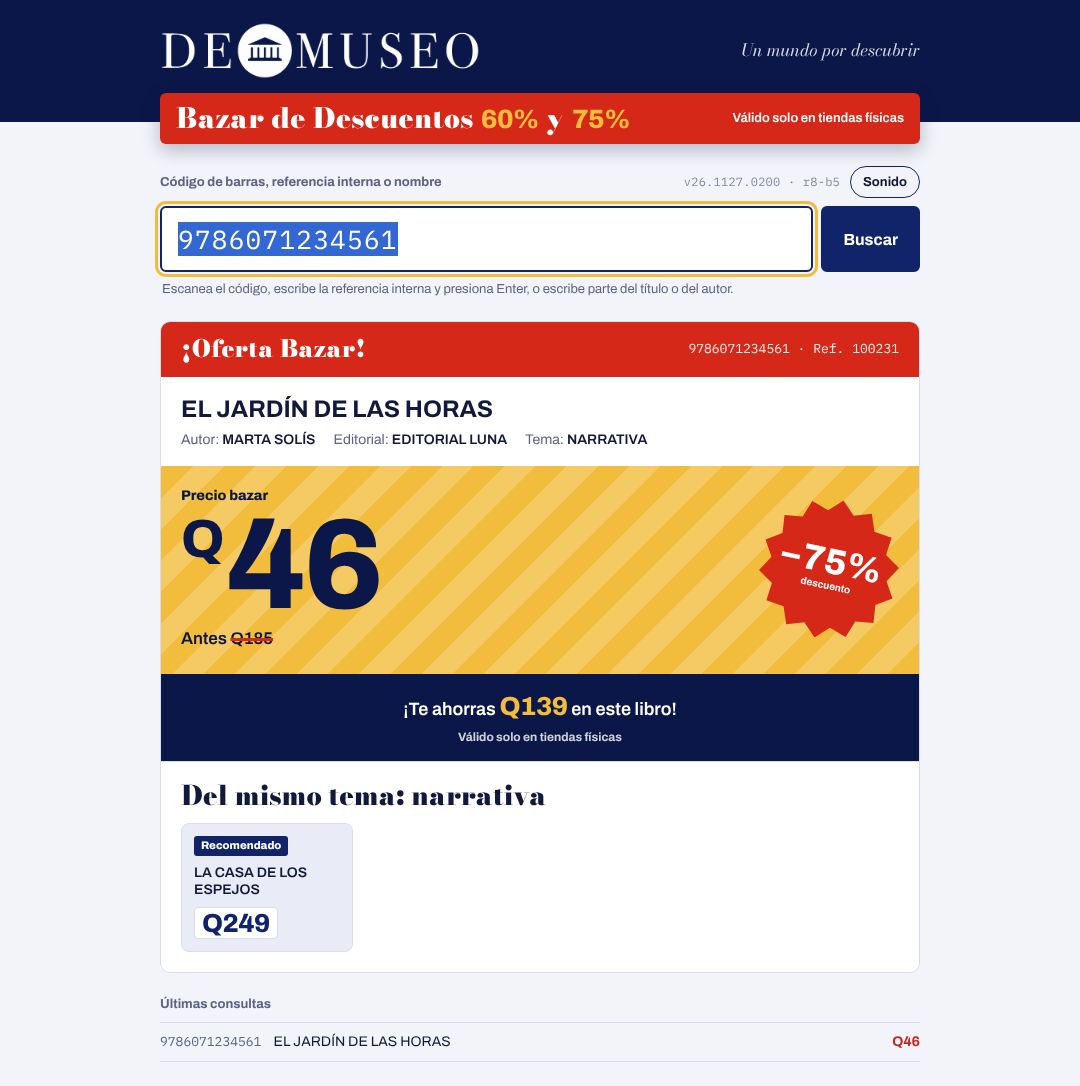 DE MUSEO
Un mundo por descubrir
Bazar de Descuentos 60% y 75%
Válido solo en tiendas físicas
Código de barras, referencia interna o nombre
v26.1127.0200 · r8-b5
Sonido
9786071234561
Buscar
Escanea el código, escribe la referencia interna y presiona Enter, o escribe parte del título o del autor.
¡Oferta Bazar!
9786071234561 · Ref. 100231
EL JARDÍN DE LAS HORAS
Autor: MARTA SOLÍS Editorial: EDITORIAL LUNA Tema: NARRATIVA
Precio bazar
Q46
–75%
descuento
Antes Q185
¡Te ahorras Q139 en este libro!
Válido solo en tiendas físicas
Del mismo tema: narrativa
Recomendado
LA CASA DE LOS
ESPEJOS
Q249
Últimas consultas
9786071234561 EL JARDÍN DE LAS HORAS Q46